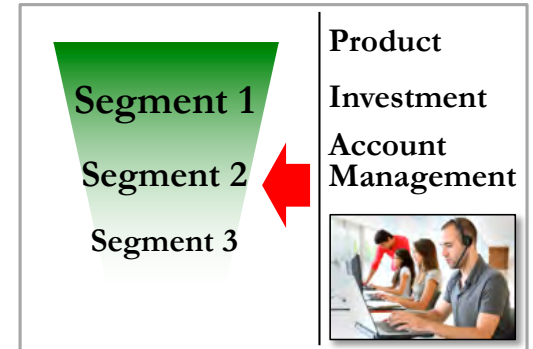 Segment 1
Segment 2
Segment 3
Product
Investment
Account
Management